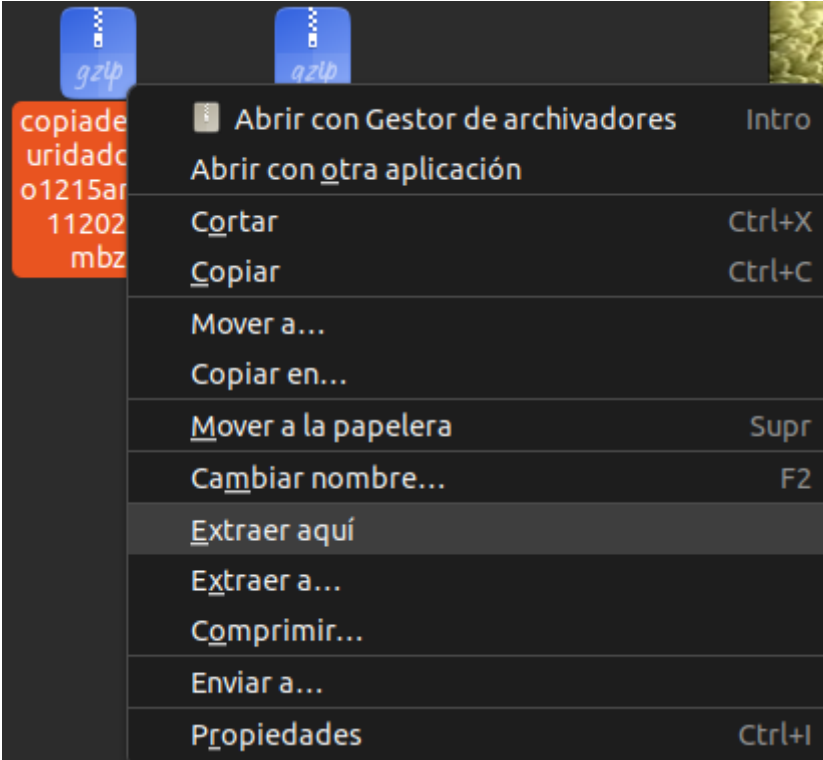 gzip
gzip
copiade
uridadc
o1215ar
11202
mbz
Abrir con Gestor de archivadores Intro
Abrir con otra aplicación
Cortar Ctrl+X
Copiar Ctrl+C
Mover a...
Copiar en...
Mover a la papelera Supr
Cambiar nombre... F2
Extraer aquí
Extraer a...
Comprimir...
Enviar a...
Propiedades Ctrl+I